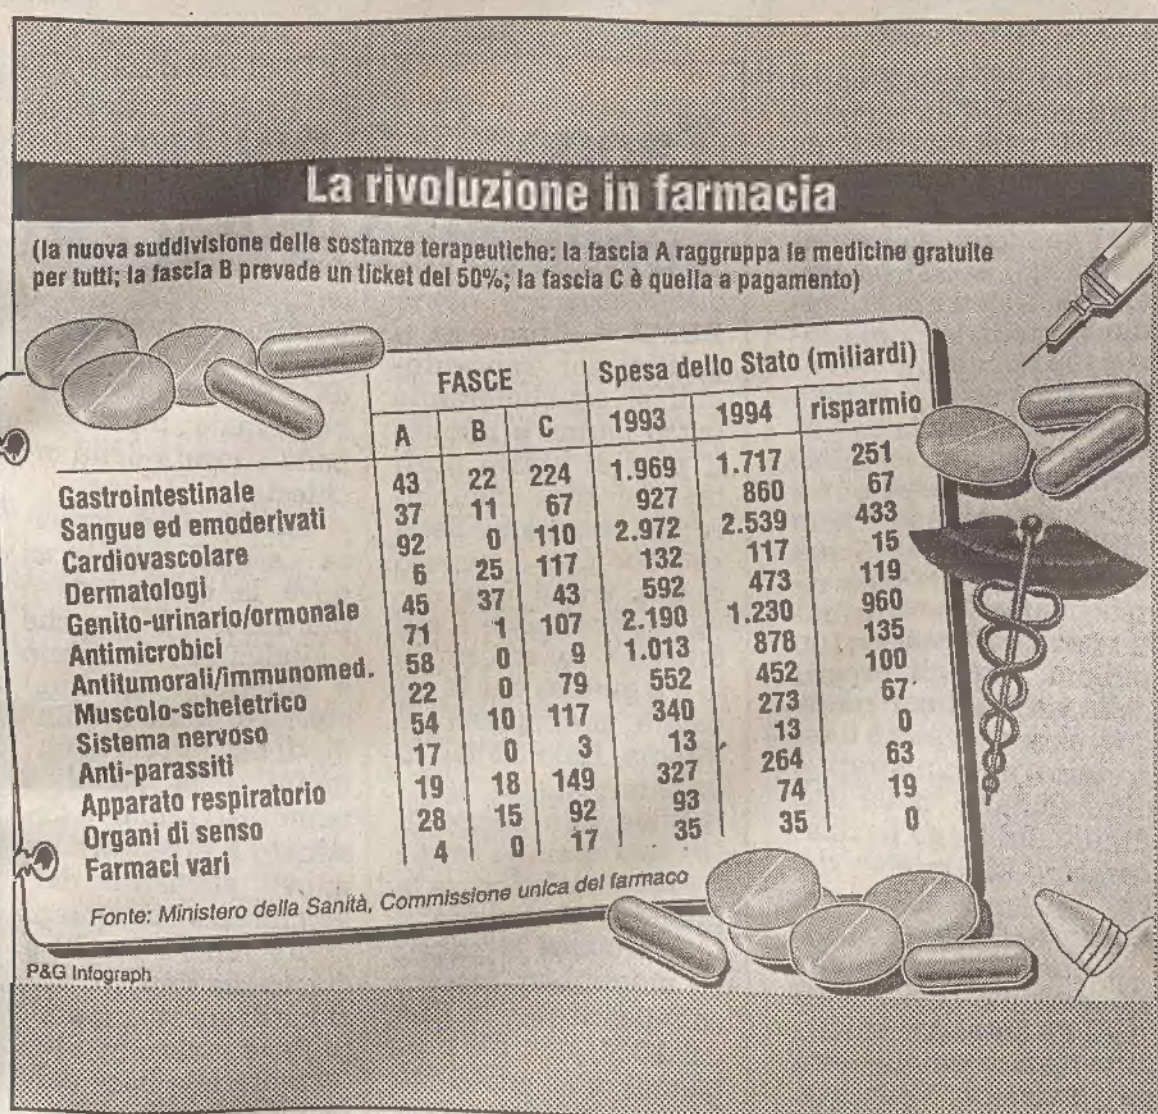 La rivoluzione in farmacia
(la nuova suddivisione delle sostanze terapeutiche: la fascia A raggruppa le medicine gratuite
per tutti; la fascia B prevede un ticket del 50%; la fascia C è quella a pagamento)
FASCE Spesa dello Stato (miliardi)
A B C 1993 1994 risparmio
Gastrointestinale 43 22 224 1.969 1.717 251
Sangue ed emoderivati 37 11 67 927 860 67
Cardiovascolare 92 0 110 2.972 2.539 433
Dermatologi 6 25 117 132 117 15
Genito-urinario/ormonale 45 37 43 592 473 119
Antimicrobici 71 1 107 2.190 1.230 960
Antitumorali/immunomed. 58 0 9 1.013 878 135
Muscolo-scheletrico 22 0 79 552 452 100
Sistema nervoso 54 10 117 340 273 67
Anti-parassiti 17 0 3 13 13 0
Apparato respiratorio 19 18 149 327 264 63
Organi di senso 28 15 92 93 74 19
Farmaci vari 4 0 17 35 35 0
Fonte: Ministero della Sanità, Commissione unica del farmaco
P&G Infograph